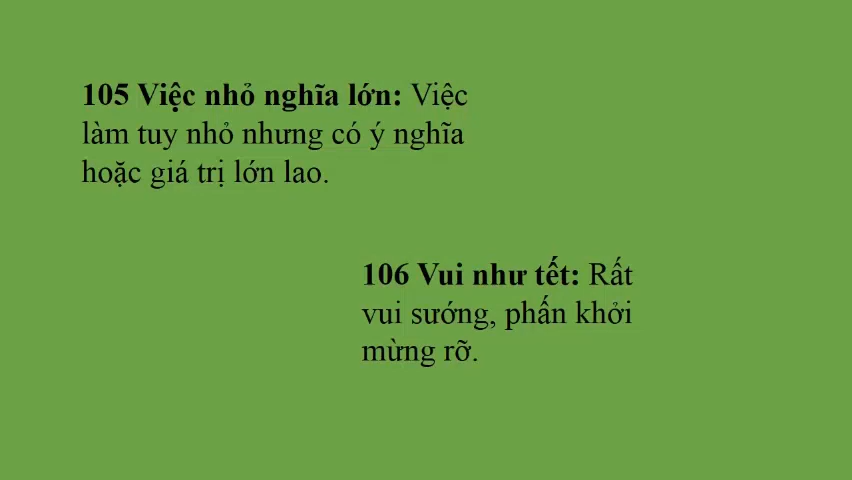 105 Việc nhỏ nghĩa lớn: Việc
làm tuy nhỏ nhưng có ý nghĩa
hoặc giá trị lớn lao.
106 Vui như tết: Rất
vui sướng, phấn khởi
mừng rỡ.